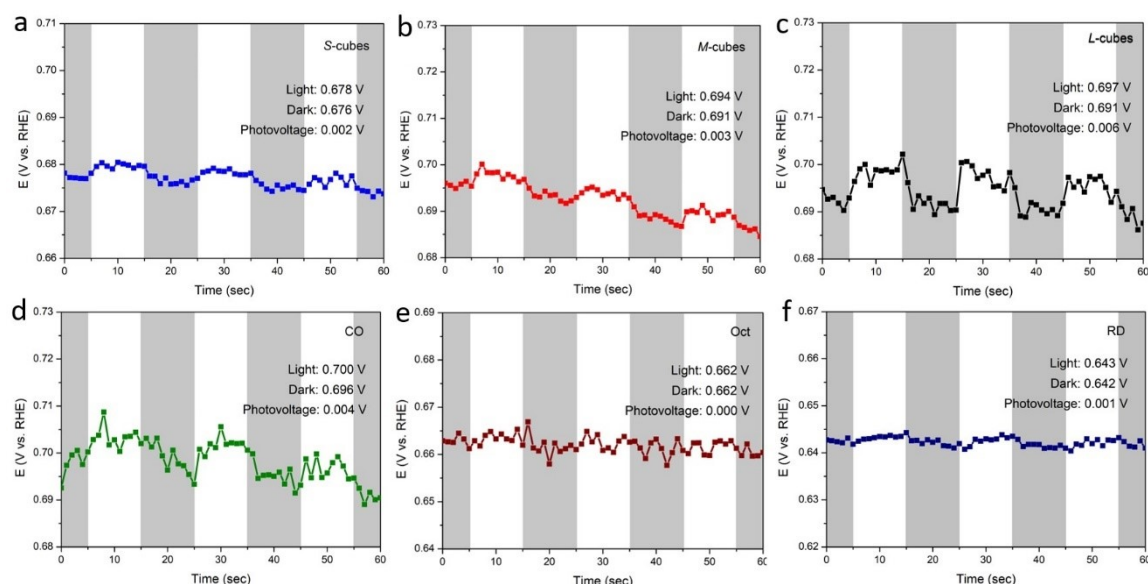 a
S-cubes
Light: 0.678 V
Dark: 0.676 V
Photovoltage: 0.002 V
0.71
0.70
0.69
0.68
0.67
0.66
E (V vs. RHE)
0 10 20 30 40 50 60
Time (sec)
b
M-cubes
Light: 0.694 V
Dark: 0.691 V
Photovoltage: 0.003 V
0.73
0.72
0.71
0.70
0.69
0.68
E (V vs. RHE)
0 10 20 30 40 50 60
Time (sec)
c
L-cubes
Light: 0.697 V
Dark: 0.691 V
Photovoltage: 0.006 V
0.73
0.72
0.71
0.70
0.69
0.68
E (V vs. RHE)
0 10 20 30 40 50 60
Time (sec)
d
CO
Light: 0.700 V
Dark: 0.696 V
Photovoltage: 0.004 V
0.73
0.72
0.71
0.70
0.69
0.68
E (V vs. RHE)
0 10 20 30 40 50 60
Time (sec)
e
Oct
Light: 0.662 V
Dark: 0.662 V
Photovoltage: 0.000 V
0.69
0.68
0.67
0.66
0.65
0.64
E (V vs. RHE)
0 10 20 30 40 50 60
Time (sec)
f
RD
Light: 0.643 V
Dark: 0.642 V
Photovoltage: 0.001 V
0.67
0.66
0.65
0.64
0.63
0.62
E (V vs. RHE)
0 10 20 30 40 50 60
Time (sec)